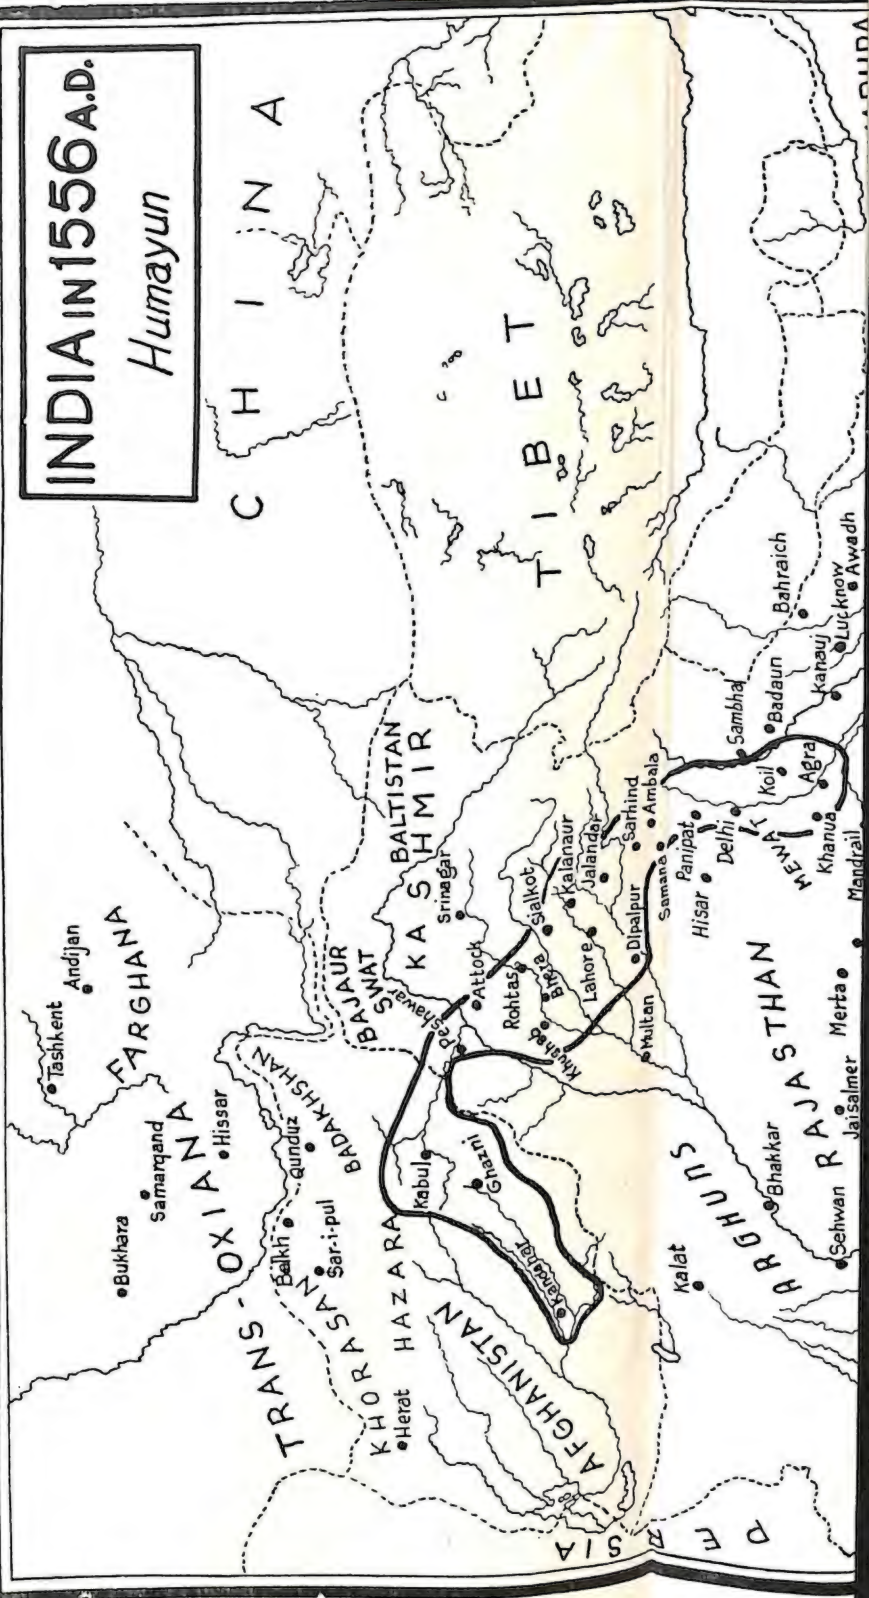 INDIA IN 1556 A.D.
Humayun
CHINA
TIBET
Tashkent
Andijan
FARGHANA
Bukhara
Samarqand
Hissar
TRANS-OXIANA
BADAKHSHAN
Qunduz
Balkh
Sar-i-pul
KHORASAN
HAZARA
Herat
AFGHANISTAN
PERSIA
BALTISTAN
KASHMIR
Srinagar
BAJAUR
SWAT
Peshawar
Attock
Kabul
Ghazni
Kandahar
Rohtas
Bhera
Khushab
Sialkot
Kalanaur
Jalandar
Lahore
Dipalpur
Multan
Sarhind
Ambala
Samana
Panipat
Hisar
Delhi
MEWAT
Sambhal
Badaun
Koil
Agra
Khanua
Mandrail
Bahraich
Kanauj
Lucknow
Awadh
RAJASTHAN
Merta
Jaisalmer
ARGHUNS
Bhakkar
Sehwan
Kalat